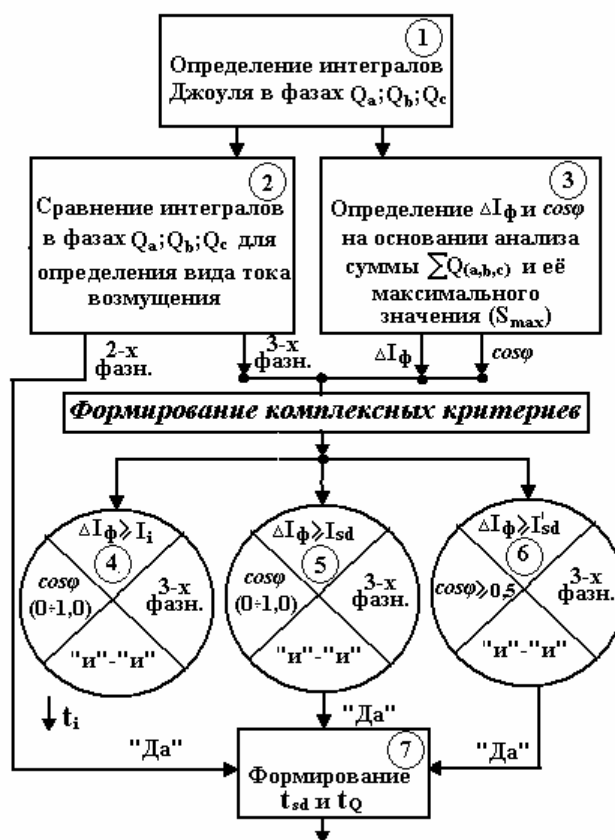 1
Определение интегралов
Джоуля в фазах Qa;Qb;Qc
2
Сравнение интегралов
в фазах Qa;Qb;Qc для
определения вида тока
возмущения
3
Определение ΔIф и cosφ
на основании анализа
суммы ∑Q(a,b,c) и её
максимального
значения (Smax)
2-х
фазн.
3-х
фазн.
ΔIф
cosφ
Формирование комплексных критериев
ΔIф⩾Ii
4
cosφ
(0÷1,0)
3-х
фазн.
"и"-"и"
ΔIф⩾Isd
5
cosφ
(0÷1,0)
3-х
фазн.
"и"-"и"
ΔIф⩾I'sd
6
cosφ⩾0,5
3-х
фазн.
"и"-"и"
ti
"Да"
"Да"
"Да"
7
Формирование
tsd и tQ